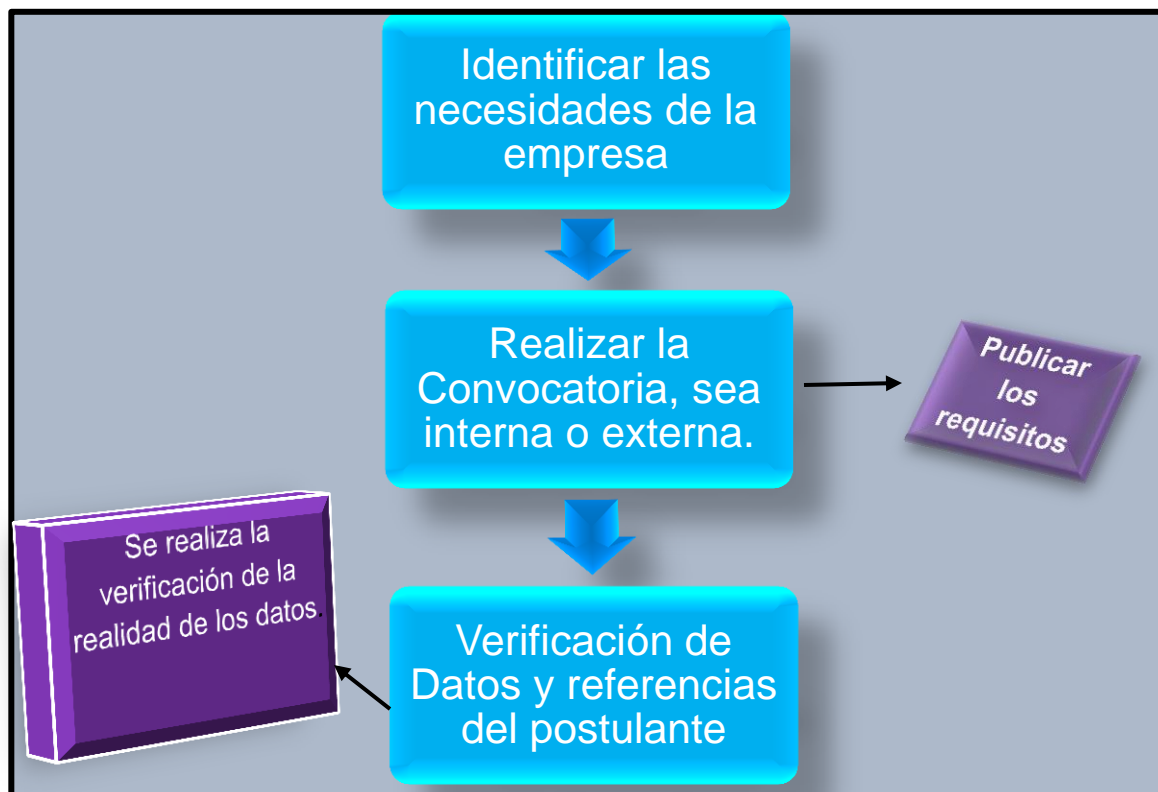 Identificar las
necesidades de la
empresa
Realizar la
Convocatoria, sea
interna o externa.
Publicar
los
requisitos
Se realiza la
verificación de la
realidad de los datos.
Verificación de
Datos y referencias
del postulante